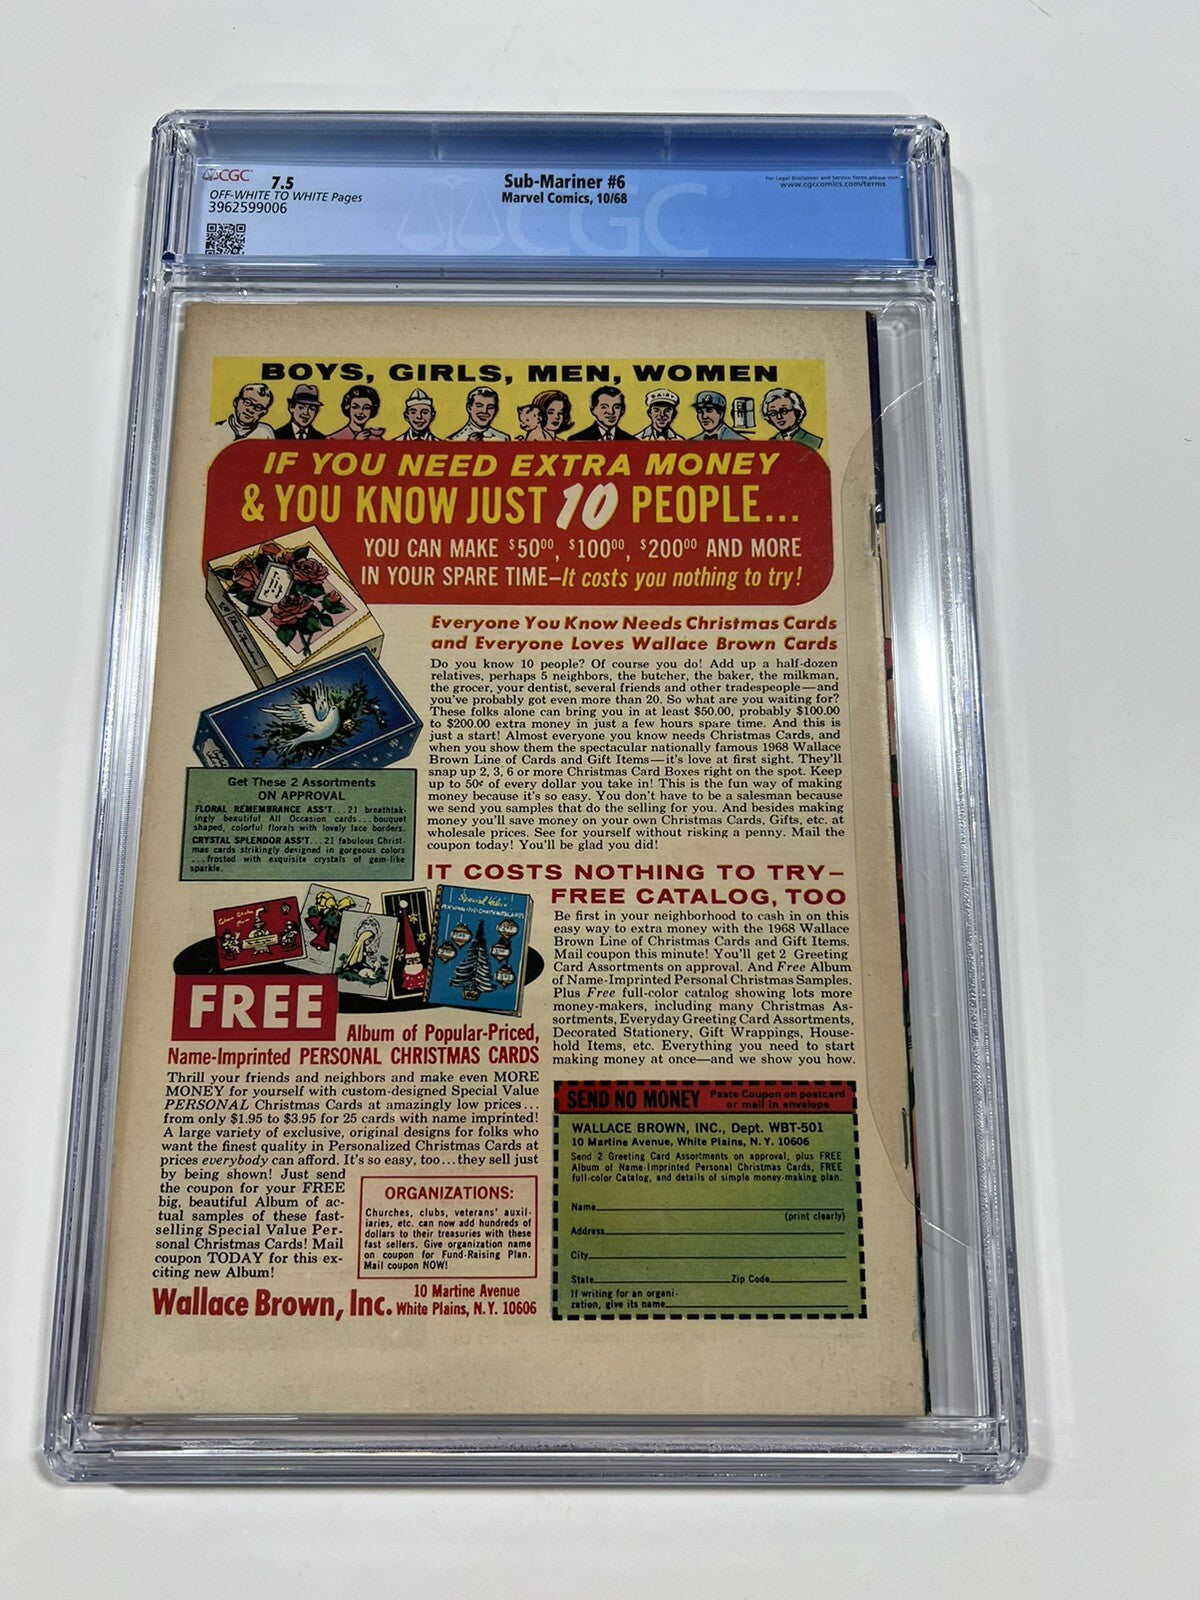 CGC 7.5
OFF-WHITE TO WHITE Pages
3962599006
Sub-Mariner #6
Marvel Comics, 10/68
For Legal Disclaimer and Service Terms please visit
www.cgccomics.com/terms
CGC
BOYS, GIRLS, MEN, WOMEN
DAIRY
IF YOU NEED EXTRA MONEY
& YOU KNOW JUST 10 PEOPLE...
YOU CAN MAKE $50⁰⁰, $100⁰⁰, $200⁰⁰ AND MORE
IN YOUR SPARE TIME–It costs you nothing to try!
Everyone You Know Needs Christmas Cards
and Everyone Loves Wallace Brown Cards
Do you know 10 people? Of course you do! Add up a half-dozen
relatives, perhaps 5 neighbors, the butcher, the baker, the milkman,
the grocer, your dentist, several friends and other tradespeople—and
you've probably got even more than 20. So what are you waiting for?
These folks alone can bring you in at least $50.00, probably $100.00
to $200.00 extra money in just a few hours spare time. And this is
just a start! Almost everyone you know needs Christmas Cards, and
when you show them the spectacular nationally famous 1968 Wallace
Brown Line of Cards and Gift Items—it's love at first sight. They'll
snap up 2, 3, 6 or more Christmas Card Boxes right on the spot. Keep
up to 50¢ of every dollar you take in! This is the fun way of making
money because it's so easy. You don't have to be a salesman because
we send you samples that do the selling for you. And besides making
money you'll save money on your own Christmas Cards, Gifts, etc. at
wholesale prices. See for yourself without risking a penny. Mail the
coupon today! You'll be glad you did!
Get These 2 Assortments
ON APPROVAL
FLORAL REMEMBRANCE ASS'T...21 breathtak-
ingly beautiful All Occasion cards...bouquet
shaped, colorful florals with lovely lace borders.
CRYSTAL SPLENDOR ASS'T...21 fabulous Christ-
mas cards strikingly designed in gorgeous colors
...frosted with exquisite crystals of gem-like
sparkle.
IT COSTS NOTHING TO TRY–
FREE CATALOG, TOO
Be first in your neighborhood to cash in on this
easy way to extra money with the 1968 Wallace
Brown Line of Christmas Cards and Gift Items.
Mail coupon this minute! You'll get 2 Greeting
Card Assortments on approval. And Free Album
of Name-Imprinted Personal Christmas Samples.
Plus Free full-color catalog showing lots more
money-makers, including many Christmas As-
sortments, Everyday Greeting Card Assortments,
Decorated Stationery, Gift Wrappings, House-
hold Items, etc. Everything you need to start
making money at once—and we show you how.
Special Value
PERSONALIZED CHRISTMAS CARDS
FREE
Album of Popular-Priced,
Name-Imprinted PERSONAL CHRISTMAS CARDS
Thrill your friends and neighbors and make even MORE
MONEY for yourself with custom-designed Special Value
PERSONAL Christmas Cards at amazingly low prices...
from only $1.95 to $3.95 for 25 cards with name imprinted!
A large variety of exclusive, original designs for folks who
want the finest quality in Personalized Christmas Cards at
prices everybody can afford. It's so easy, too...they sell just
by being shown! Just send
the coupon for your FREE
big, beautiful Album of ac-
tual samples of these fast-
selling Special Value Per-
sonal Christmas Cards! Mail
coupon TODAY for this ex-
citing new Album!
ORGANIZATIONS:
Churches, clubs, veterans' auxil-
iaries, etc. can now add hundreds of
dollars to their treasuries with these
fast sellers. Give organization name
on coupon for Fund-Raising Plan.
Mail coupon NOW!
Wallace Brown, Inc. 10 Martine Avenue
White Plains, N.Y. 10606
SEND NO MONEY Paste Coupon on postcard
or mail in envelope
WALLACE BROWN, INC., Dept. WBT-501
10 Martine Avenue, White Plains, N. Y. 10606
Send 2 Greeting Card Assortments on approval, plus FREE
Album of Name-Imprinted Personal Christmas Cards, FREE
full-color Catalog, and details of simple money-making plan.
Name
(print clearly)
Address
City
State Zip Code
If writing for an organi-
zation, give its name